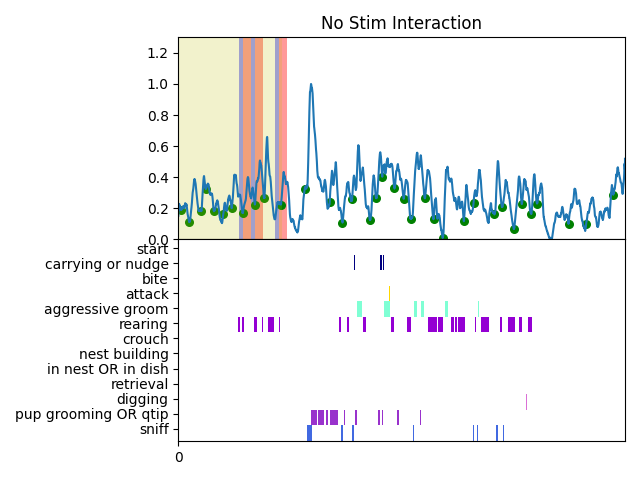 No Stim Interaction
1.2
1.0
0.8
0.6
0.4
0.2
0.0
start
carrying or nudge
bite
attack
aggressive groom
rearing
crouch
nest building
in nest OR in dish
retrieval
digging
pup grooming OR qtip
sniff
0